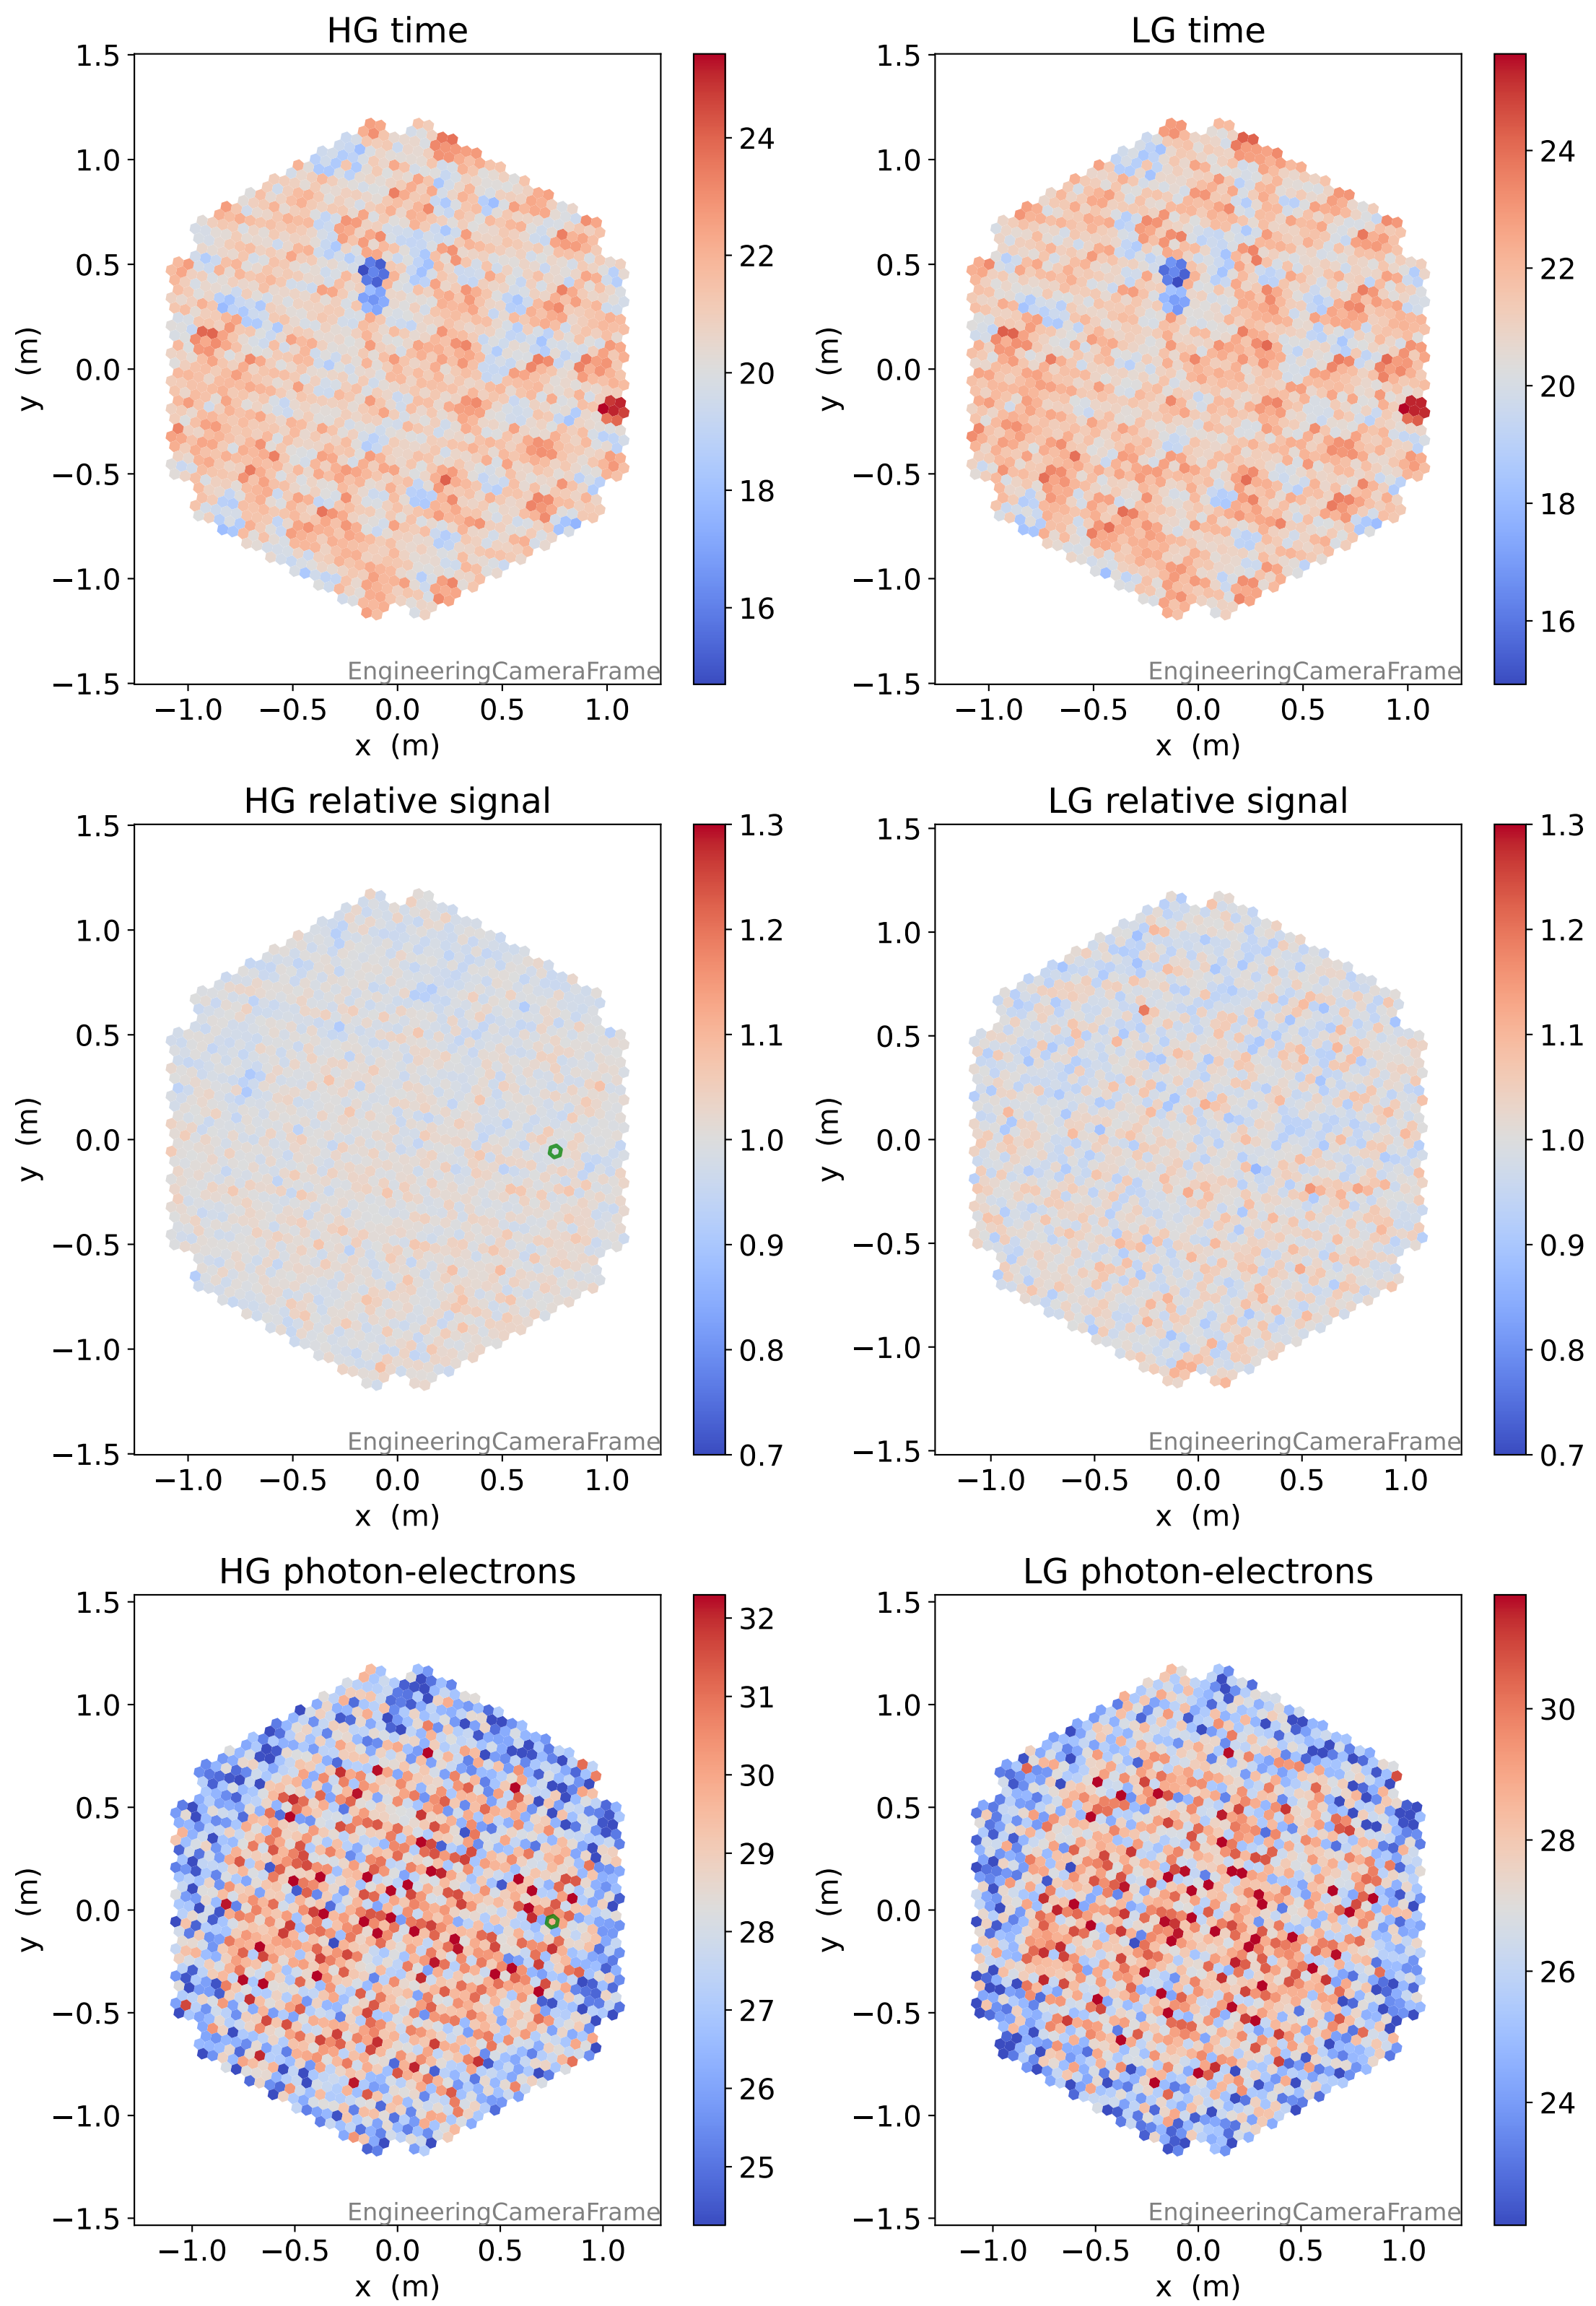 HG time
1.5
1.0
0.5
0.0
−0.5
−1.0
−1.5
y (m)
−1.0 −0.5 0.0 0.5 1.0
x (m)
EngineeringCameraFrame
24
22
20
18
16
LG time
1.5
1.0
0.5
0.0
−0.5
−1.0
−1.5
y (m)
−1.0 −0.5 0.0 0.5 1.0
x (m)
EngineeringCameraFrame
24
22
20
18
16
HG relative signal
1.5
1.0
0.5
0.0
−0.5
−1.0
−1.5
y (m)
−1.0 −0.5 0.0 0.5 1.0
x (m)
EngineeringCameraFrame
1.3
1.2
1.1
1.0
0.9
0.8
0.7
LG relative signal
1.5
1.0
0.5
0.0
−0.5
−1.0
−1.5
y (m)
−1.0 −0.5 0.0 0.5 1.0
x (m)
EngineeringCameraFrame
1.3
1.2
1.1
1.0
0.9
0.8
0.7
HG photon-electrons
1.5
1.0
0.5
0.0
−0.5
−1.0
−1.5
y (m)
−1.0 −0.5 0.0 0.5 1.0
x (m)
EngineeringCameraFrame
32
31
30
29
28
27
26
25
LG photon-electrons
1.5
1.0
0.5
0.0
−0.5
−1.0
−1.5
y (m)
−1.0 −0.5 0.0 0.5 1.0
x (m)
EngineeringCameraFrame
30
28
26
24